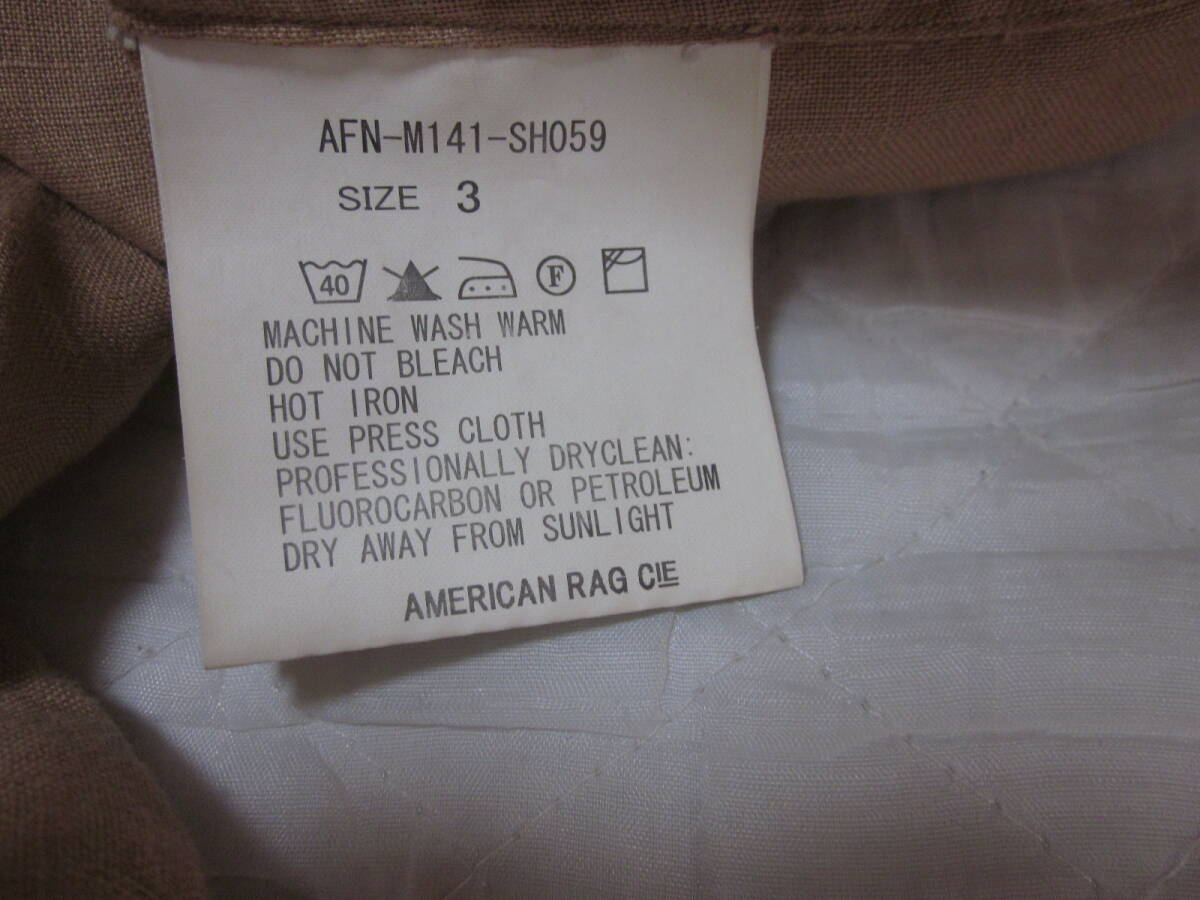 AFN-M141-SH059
SIZE 3
40 F
MACHINE WASH WARM
DO NOT BLEACH
HOT IRON
USE PRESS CLOTH
PROFESSIONALLY DRYCLEAN:
FLUOROCARBON OR PETROLEUM
DRY AWAY FROM SUNLIGHT
AMERICAN RAG CIE